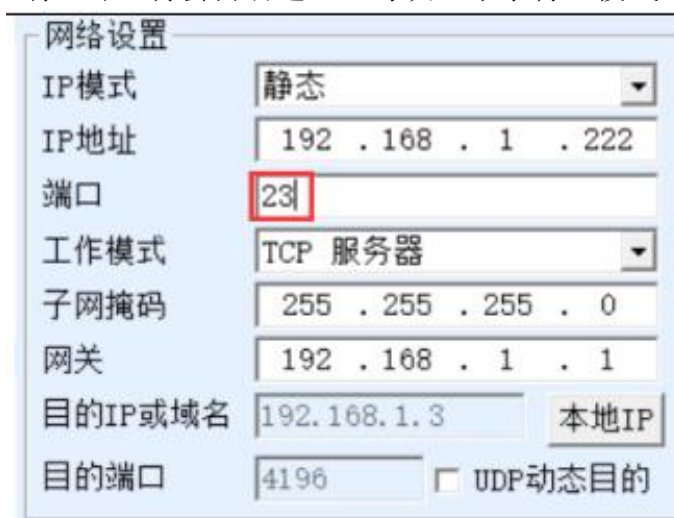 网络设置
IP模式 静态
IP地址 192 . 168 . 1 . 222
端口 23
工作模式 TCP 服务器
子网掩码 255 . 255 . 255 . 0
网关 192 . 168 . 1 . 1
目的IP或域名 192.168.1.3 本地IP
目的端口 4196 UDP动态目的